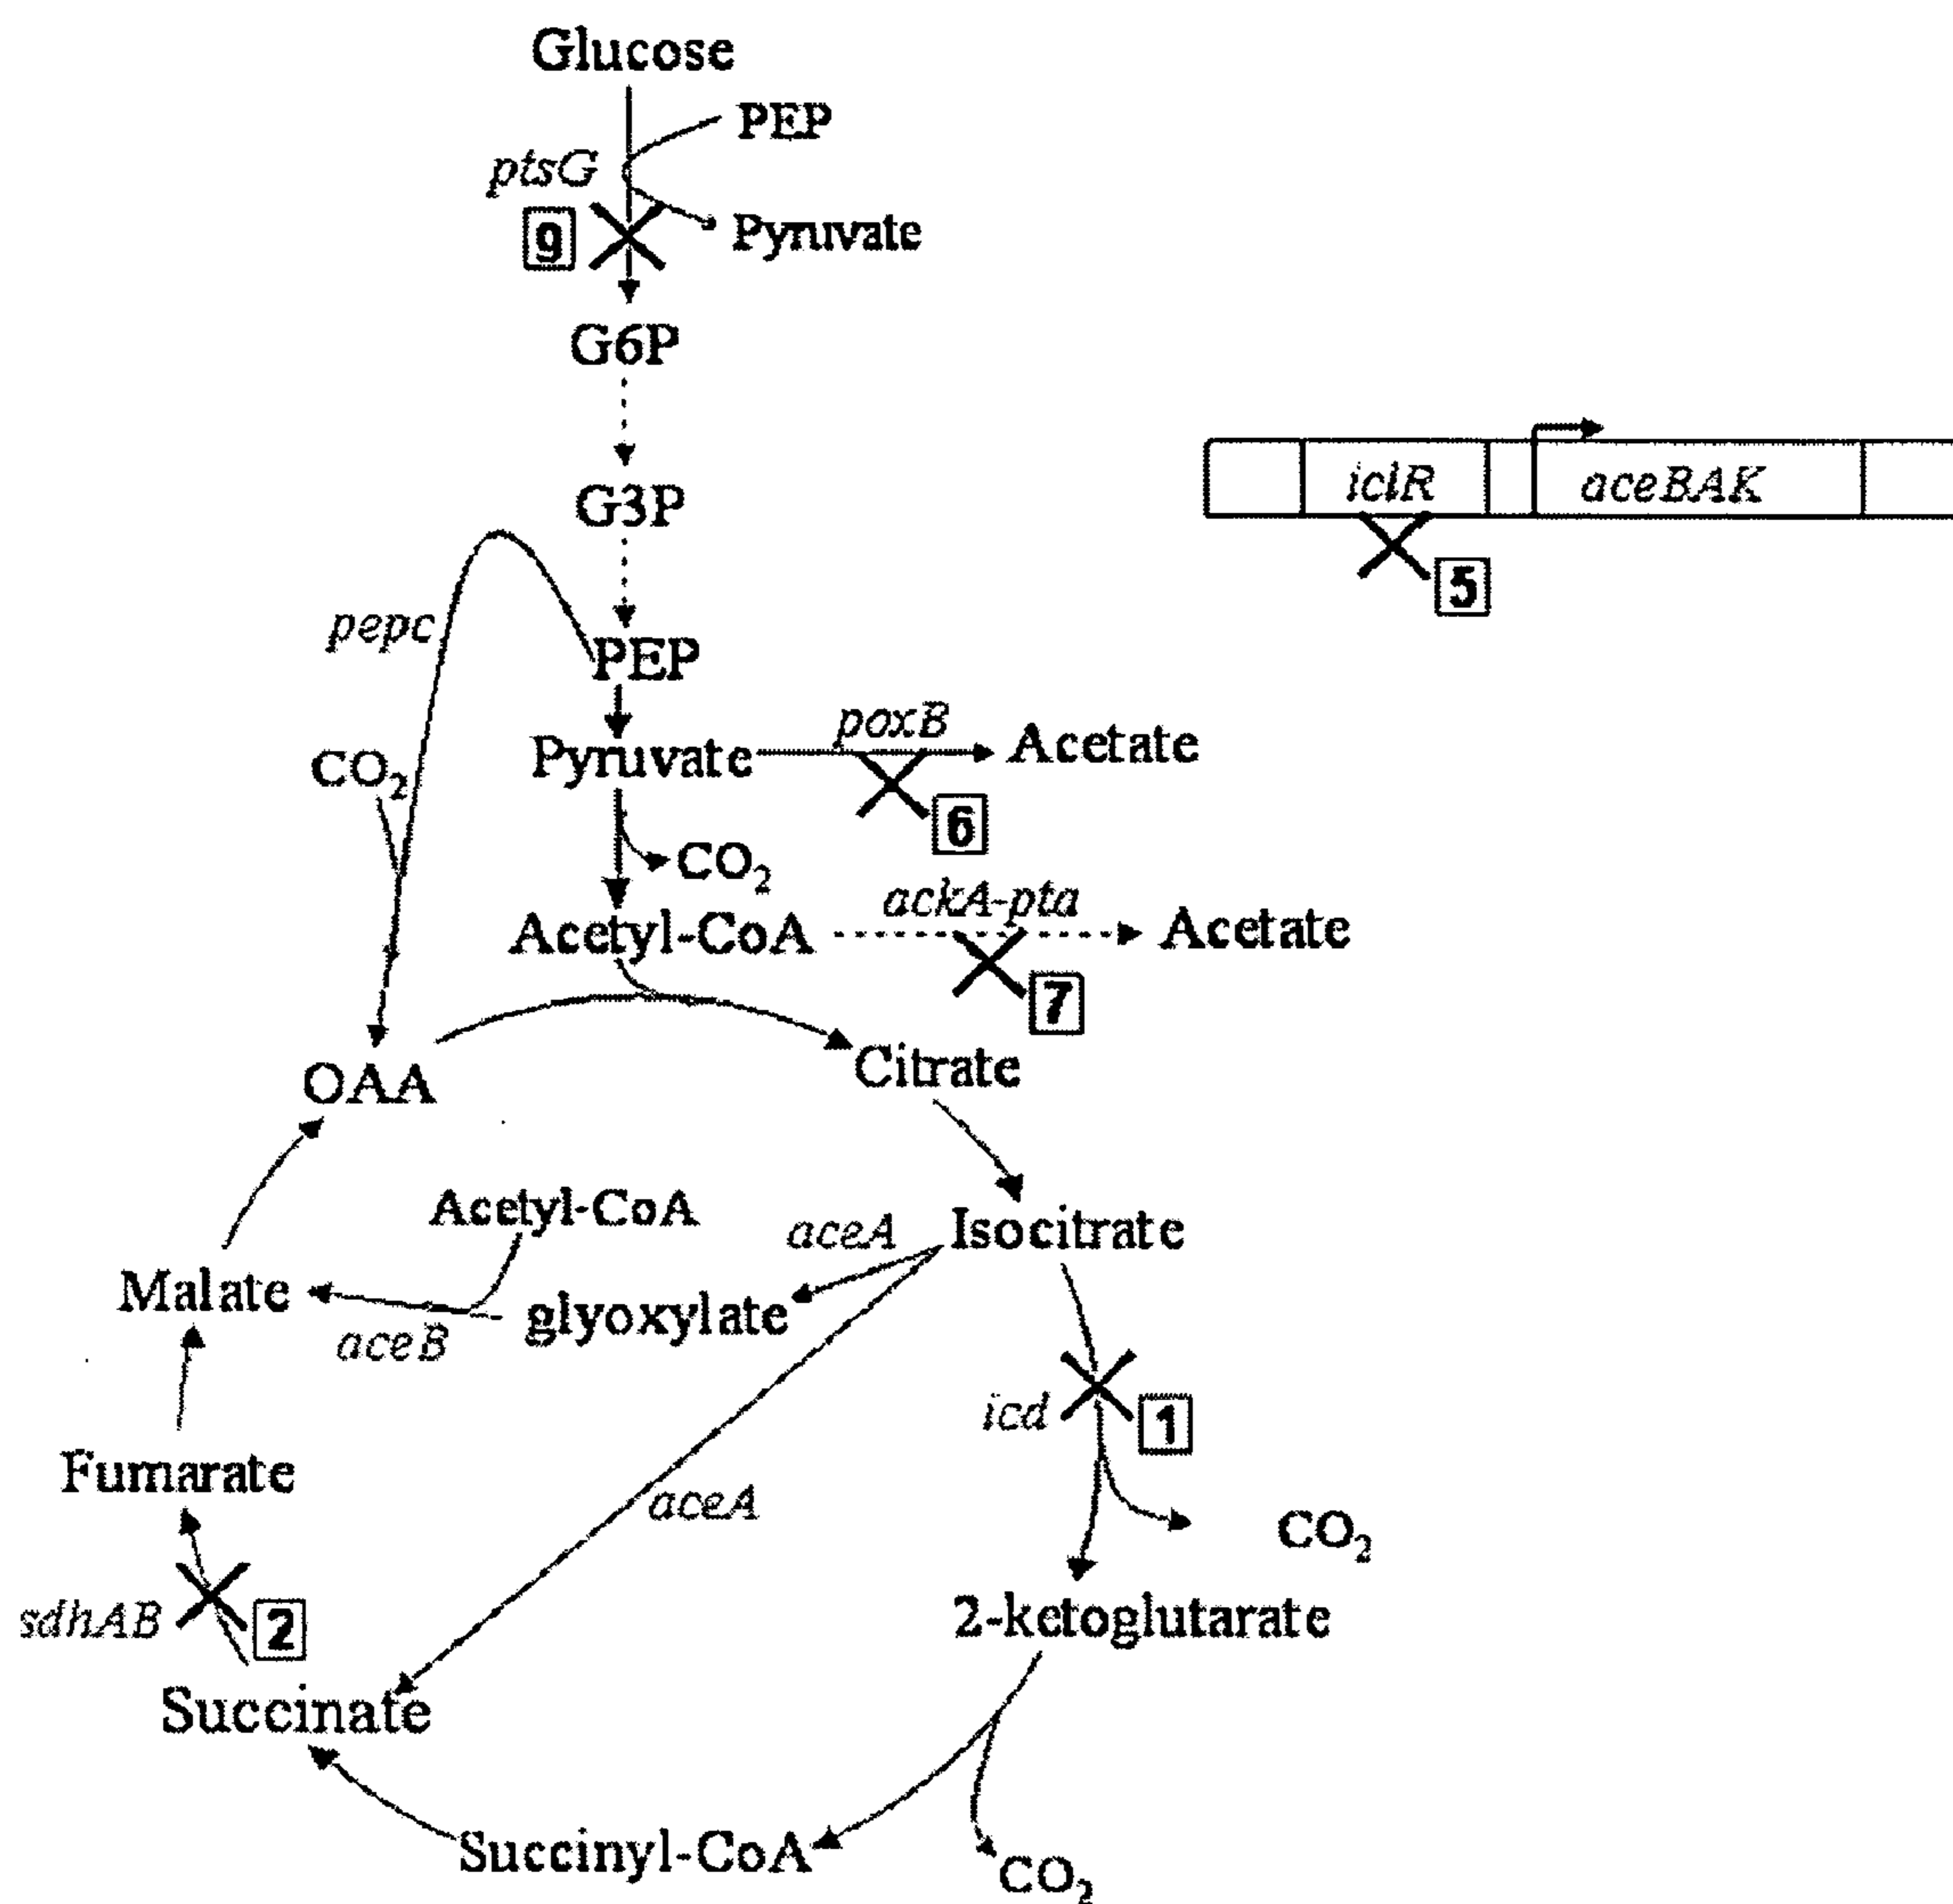 Glucose
PEP
ptsG
9
Pyruvate
G6P
G3P
iclR
aceBAK
5
pepc
PEP
poxB
Pyruvate
Acetate
CO2
6
CO2
ackA-pta
Acetyl-CoA
Acetate
7
OAA
Citrate
Acetyl-CoA
aceA
Isocitrate
Malate
glyoxylate
aceB
icd
1
Fumarate
aceA
CO2
sdhAB
2
2-ketoglutarate
Succinate
Succinyl-CoA
CO2